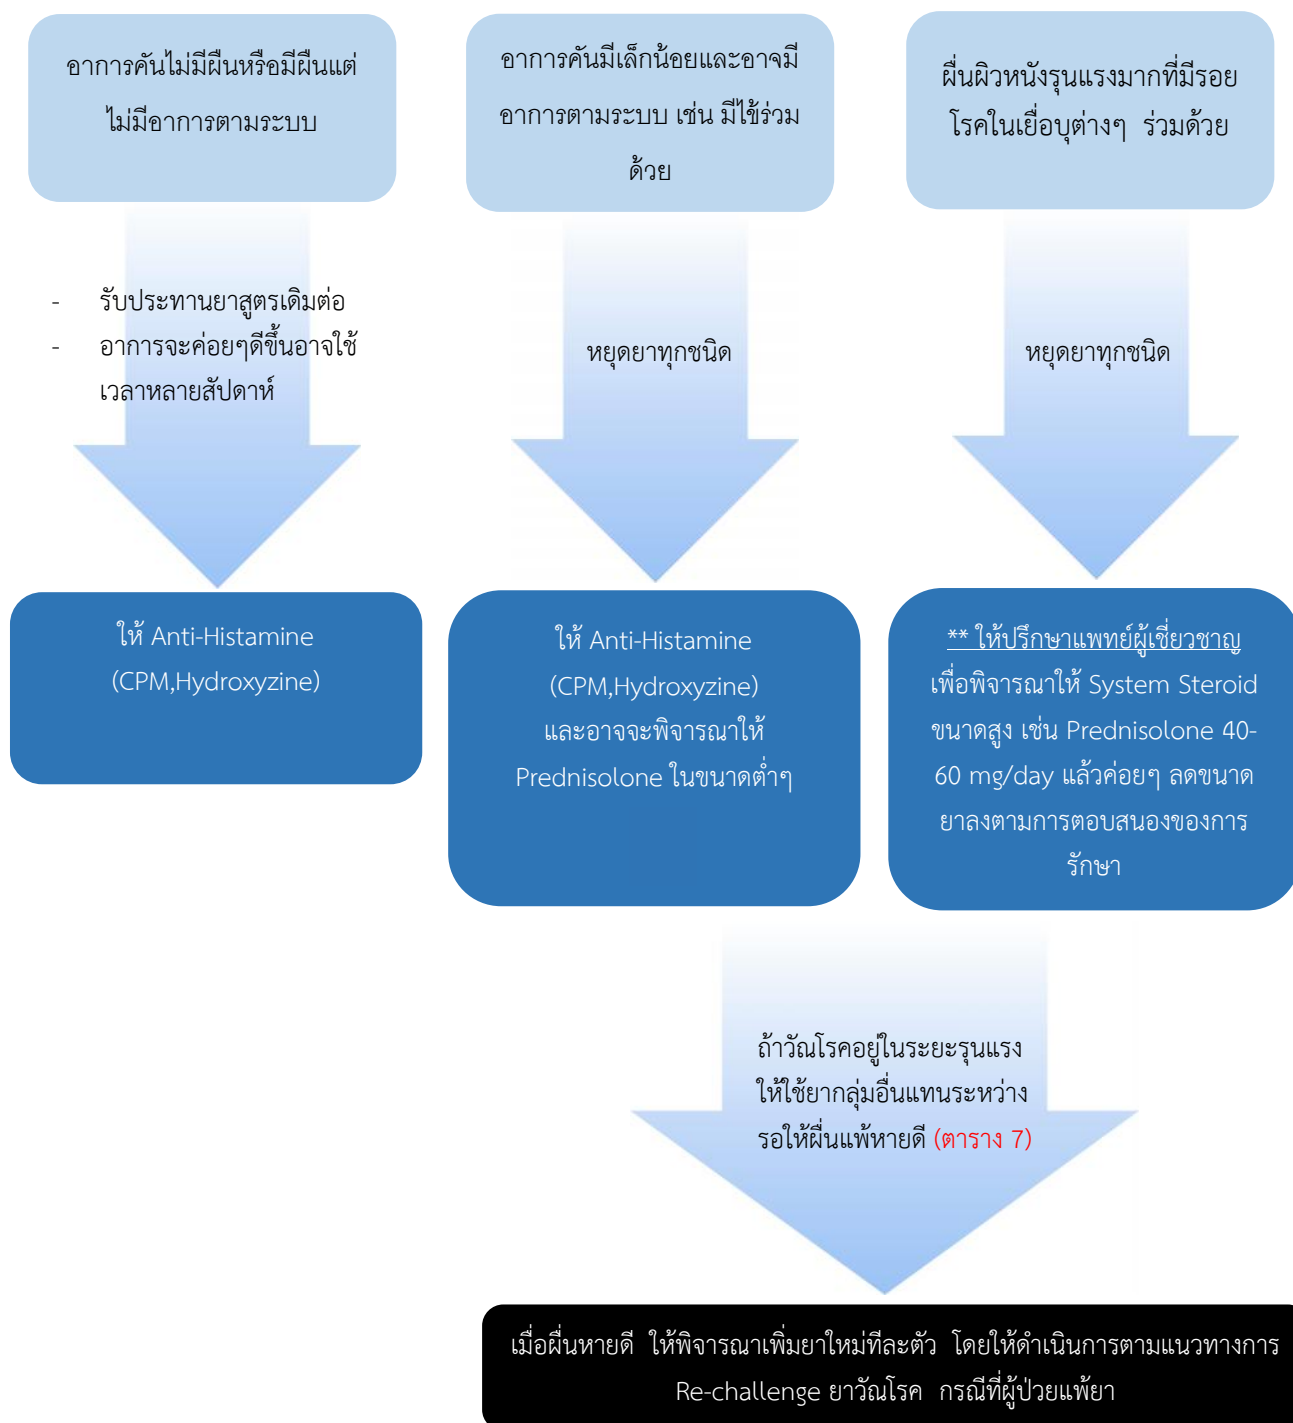 อาการคันไม่มีผืนหรือมีผืนแต่
ไม่มีอาการตามระบบ
อาการคันมีเล็กน้อยและอาจมี
อาการตามระบบ เช่น มีไข้ร่วม
ด้วย
ผื่นผิวหนังรุนแรงมากที่มีรอย
โรคในเยื่อบุต่างๆ ร่วมด้วย
- รับประทานยาสูตรเดิมต่อ
- อาการจะค่อยๆดีขึ้นอาจใช้
เวลาหลายสัปดาห์
หยุดยาทุกชนิด
หยุดยาทุกชนิด
ให้ Anti-Histamine
(CPM,Hydroxyzine)
ให้ Anti-Histamine
(CPM,Hydroxyzine)
และอาจจะพิจารณาให้
Prednisolone ในขนาดต่ำๆ
** ให้ปรึกษาแพทย์ผู้เชี่ยวชาญ
เพื่อพิจารณาให้ System Steroid
ขนาดสูง เช่น Prednisolone 40-
60 mg/day แล้วค่อยๆ ลดขนาด
ยาลงตามการตอบสนองของการ
รักษา
ถ้าวัณโรคอยู่ในระยะรุนแรง
ให้ใช้ยากลุ่มอื่นแทนระหว่าง
รอให้ผื่นแพ้หายดี (ตาราง 7)
เมื่อผื่นหายดี ให้พิจารณาเพิ่มยาใหม่ทีละตัว โดยให้ดำเนินการตามแนวทางการ
Re-challenge ยาวัณโรค กรณีที่ผู้ป่วยแพ้ยา